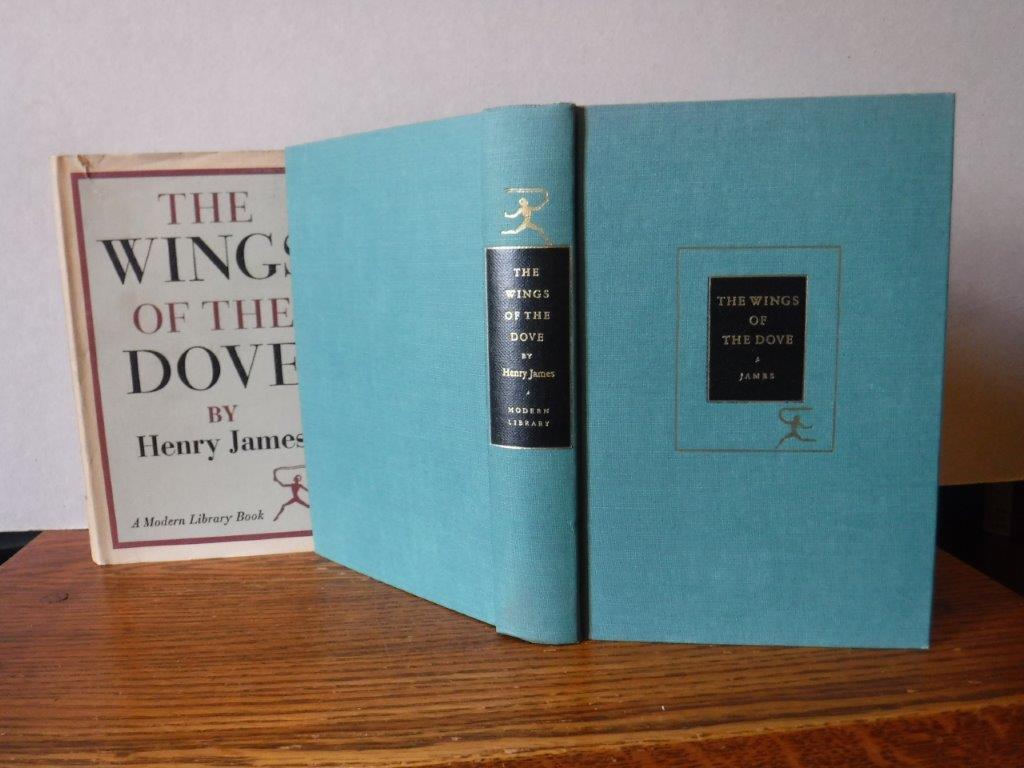 THE
WINGS
OF THE
DOVE
BY
Henry James
A Modern Library Book
THE
WINGS
OF THE
DOVE
BY
Henry James
MODERN
LIBRARY
THE WINGS
OF
THE DOVE
JAMES